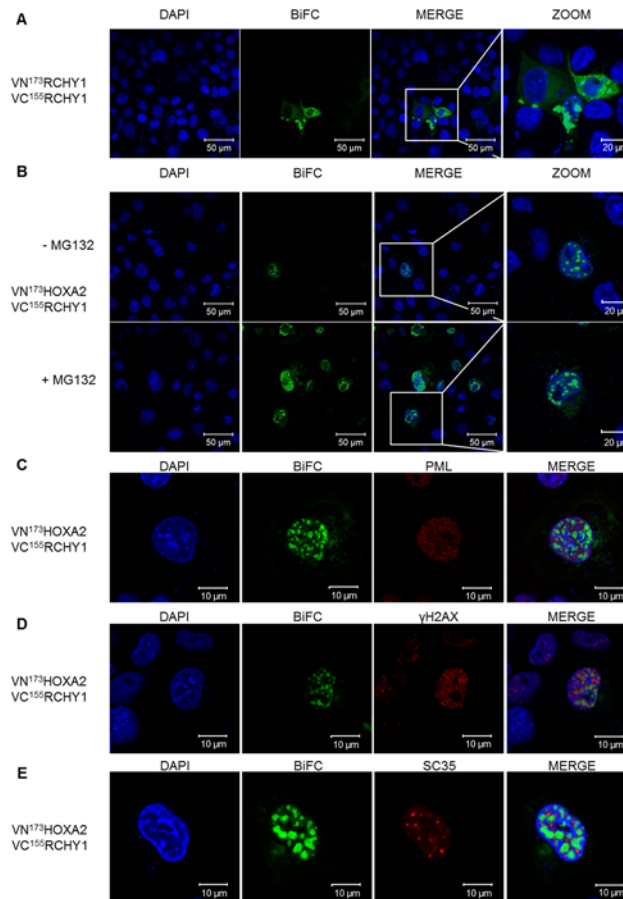 A
DAPI BiFC MERGE ZOOM
VN¹⁷³RCHY1
VC¹⁵⁵RCHY1
50 µm 50 µm 50 µm 20 µm
B
DAPI BiFC MERGE ZOOM
- MG132
VN¹⁷³HOXA2
VC¹⁵⁵RCHY1
50 µm 50 µm 50 µm 20 µm
+ MG132
50 µm 50 µm 50 µm 20 µm
C
DAPI BiFC PML MERGE
VN¹⁷³HOXA2
VC¹⁵⁵RCHY1
10 µm 10 µm 10 µm 10 µm
D
DAPI BiFC γH2AX MERGE
VN¹⁷³HOXA2
VC¹⁵⁵RCHY1
10 µm 10 µm 10 µm 10 µm
E
DAPI BiFC SC35 MERGE
VN¹⁷³HOXA2
VC¹⁵⁵RCHY1
10 µm 10 µm 10 µm 10 µm